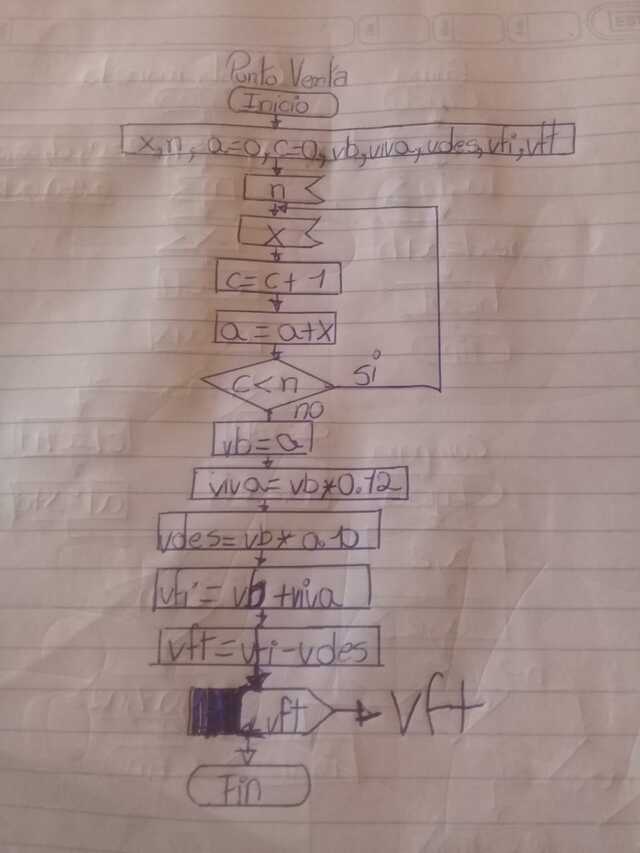 Punto Venta
Inicio
x, n, a=0, c=0, vb, viva, vdes, vfi, vft
n
x
c=c+1
a=a+x
c<n
si
no
vb=a
viva=vb*0.12
vdes=vb*0.10
vfi=vb+viva
vft=vfi-vdes
vft
vft
Fin